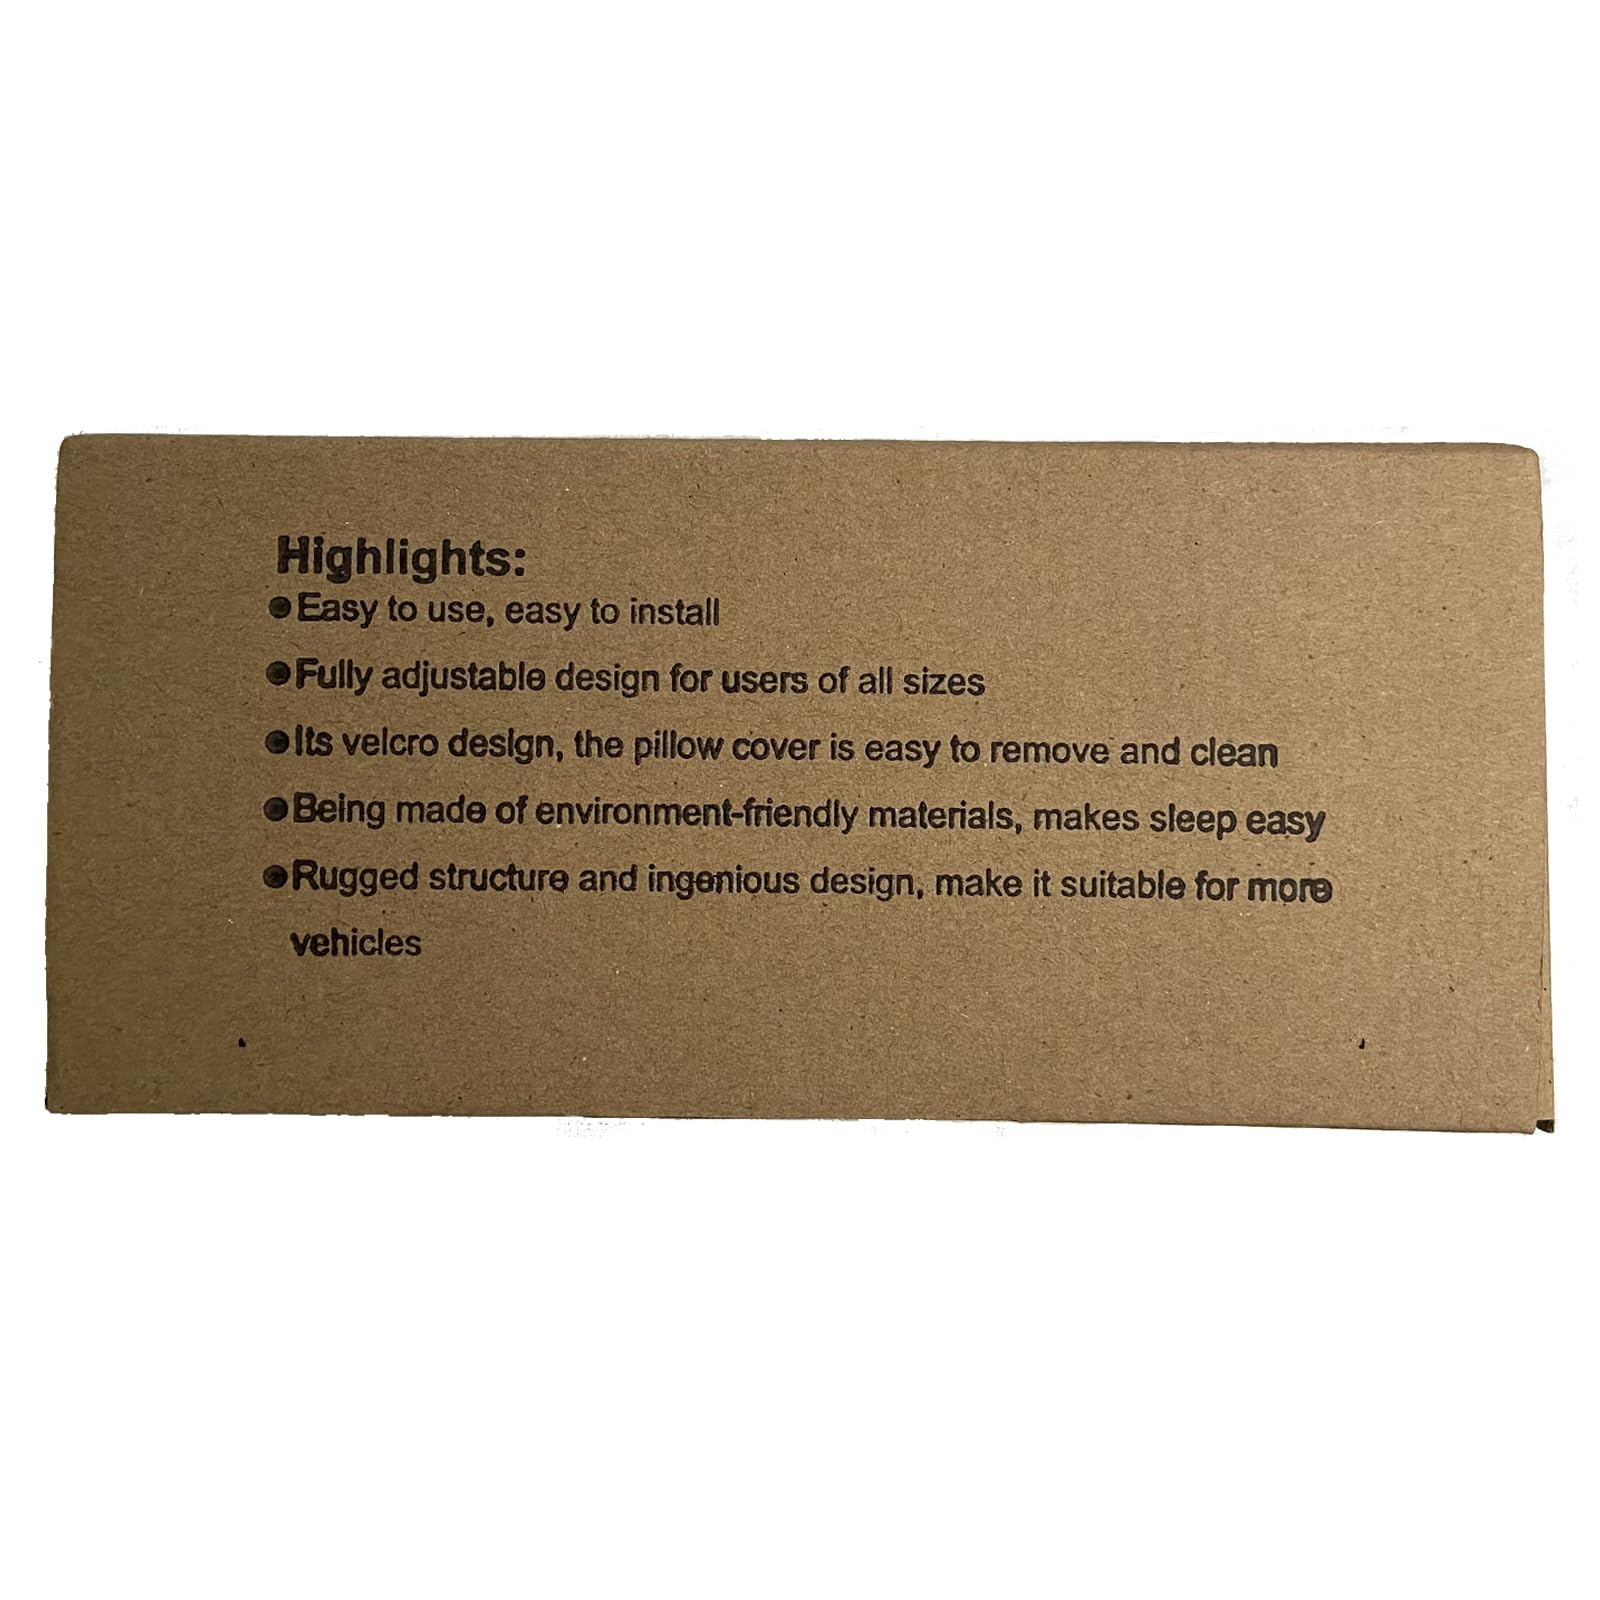 Highlights:
●Easy to use, easy to install
●Fully adjustable design for users of all sizes
●Its velcro design, the pillow cover is easy to remove and clean
●Being made of environment-friendly materials, makes sleep easy
●Rugged structure and ingenious design, make it suitable for more
vehicles